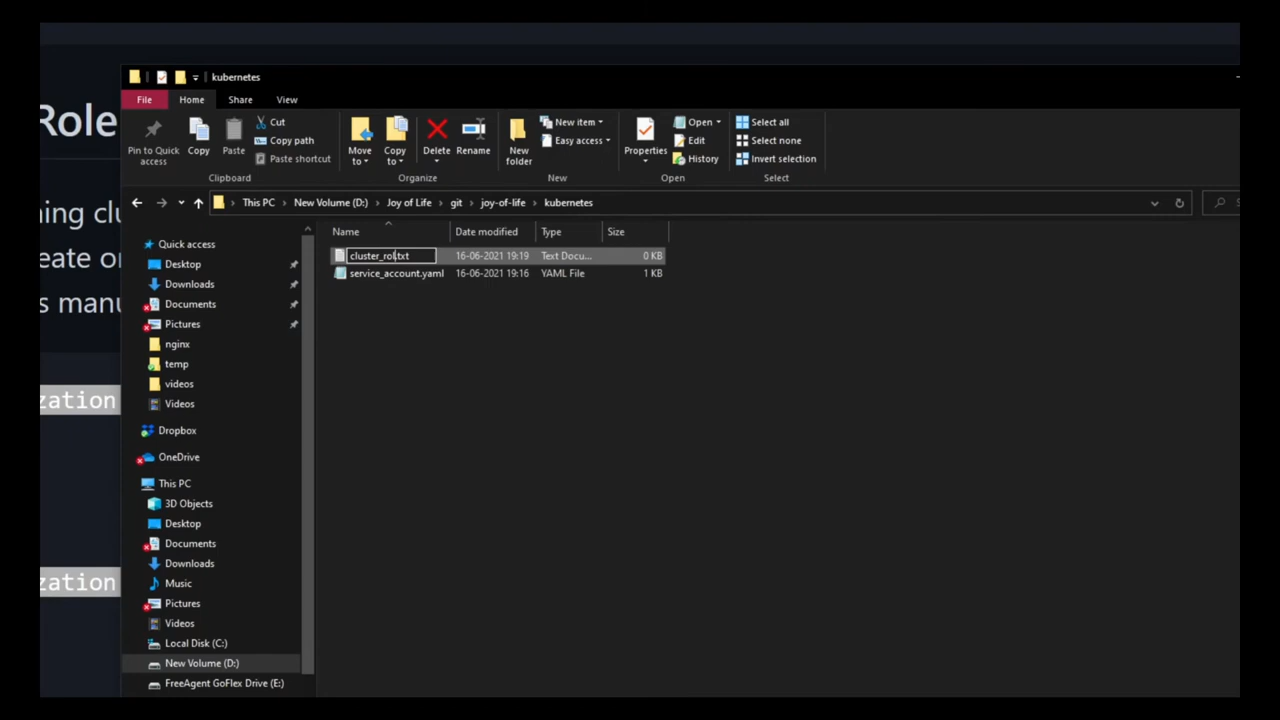 kubernetes
File Home Share View
Pin to Quick access
Copy
Paste
Cut
Copy path
Paste shortcut
Clipboard
Move to
Copy to
Delete
Rename
Organize
New folder
New item
Easy access
New
Properties
Open
Edit
History
Open
Select all
Select none
Invert selection
Select
This PC > New Volume (D:) > Joy of Life > git > joy-of-life > kubernetes
Name Date modified Type Size
cluster_rol.txt 16-06-2021 19:19 Text Docu... 0 KB
service_account.yaml 16-06-2021 19:16 YAML File 1 KB
Quick access
Desktop
Downloads
Documents
Pictures
nginx
temp
videos
Videos
Dropbox
OneDrive
This PC
3D Objects
Desktop
Documents
Downloads
Music
Pictures
Videos
Local Disk (C:)
New Volume (D:)
FreeAgent GoFlex Drive (E:)
Role
ning clu
eate or
s manu
zation
zation